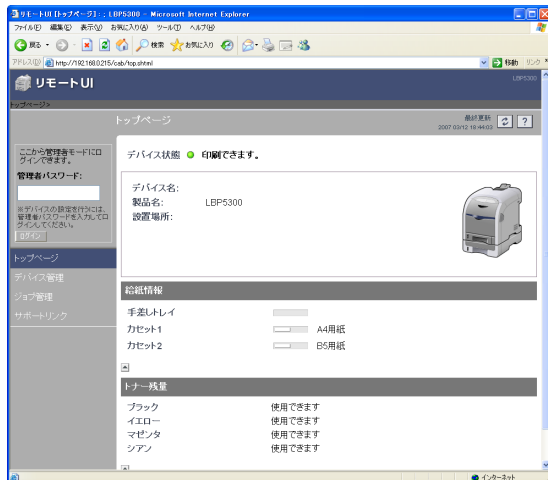 リモートUI [トップページ] : ; LBP5300 - Microsoft Internet Explorer
ファイル(F) 編集(E) 表示(V) お気に入り(A) ツール(T) ヘルプ(H)
戻る 検索 お気に入り
アドレス(D) http://192.168.0.215/cab/top.shtml 移動 リンク
リモートUI LBP5300
トップページ>
トップページ 最終更新
2007 03/12 18:44:03
ここから管理者モードにログインできます。
管理者パスワード:
※デバイスの設定を行うには、管理者パスワードを入力してログインしてください。
ログイン
トップページ
デバイス管理
ジョブ管理
サポートリンク
デバイス状態 印刷できます。
デバイス名:
製品名: LBP5300
設置場所:
給紙情報
手差しトレイ
カセット1 A4用紙
カセット2 B5用紙
トナー残量
ブラック 使用できます
イエロー 使用できます
マゼンタ 使用できます
シアン 使用できます
インターネット